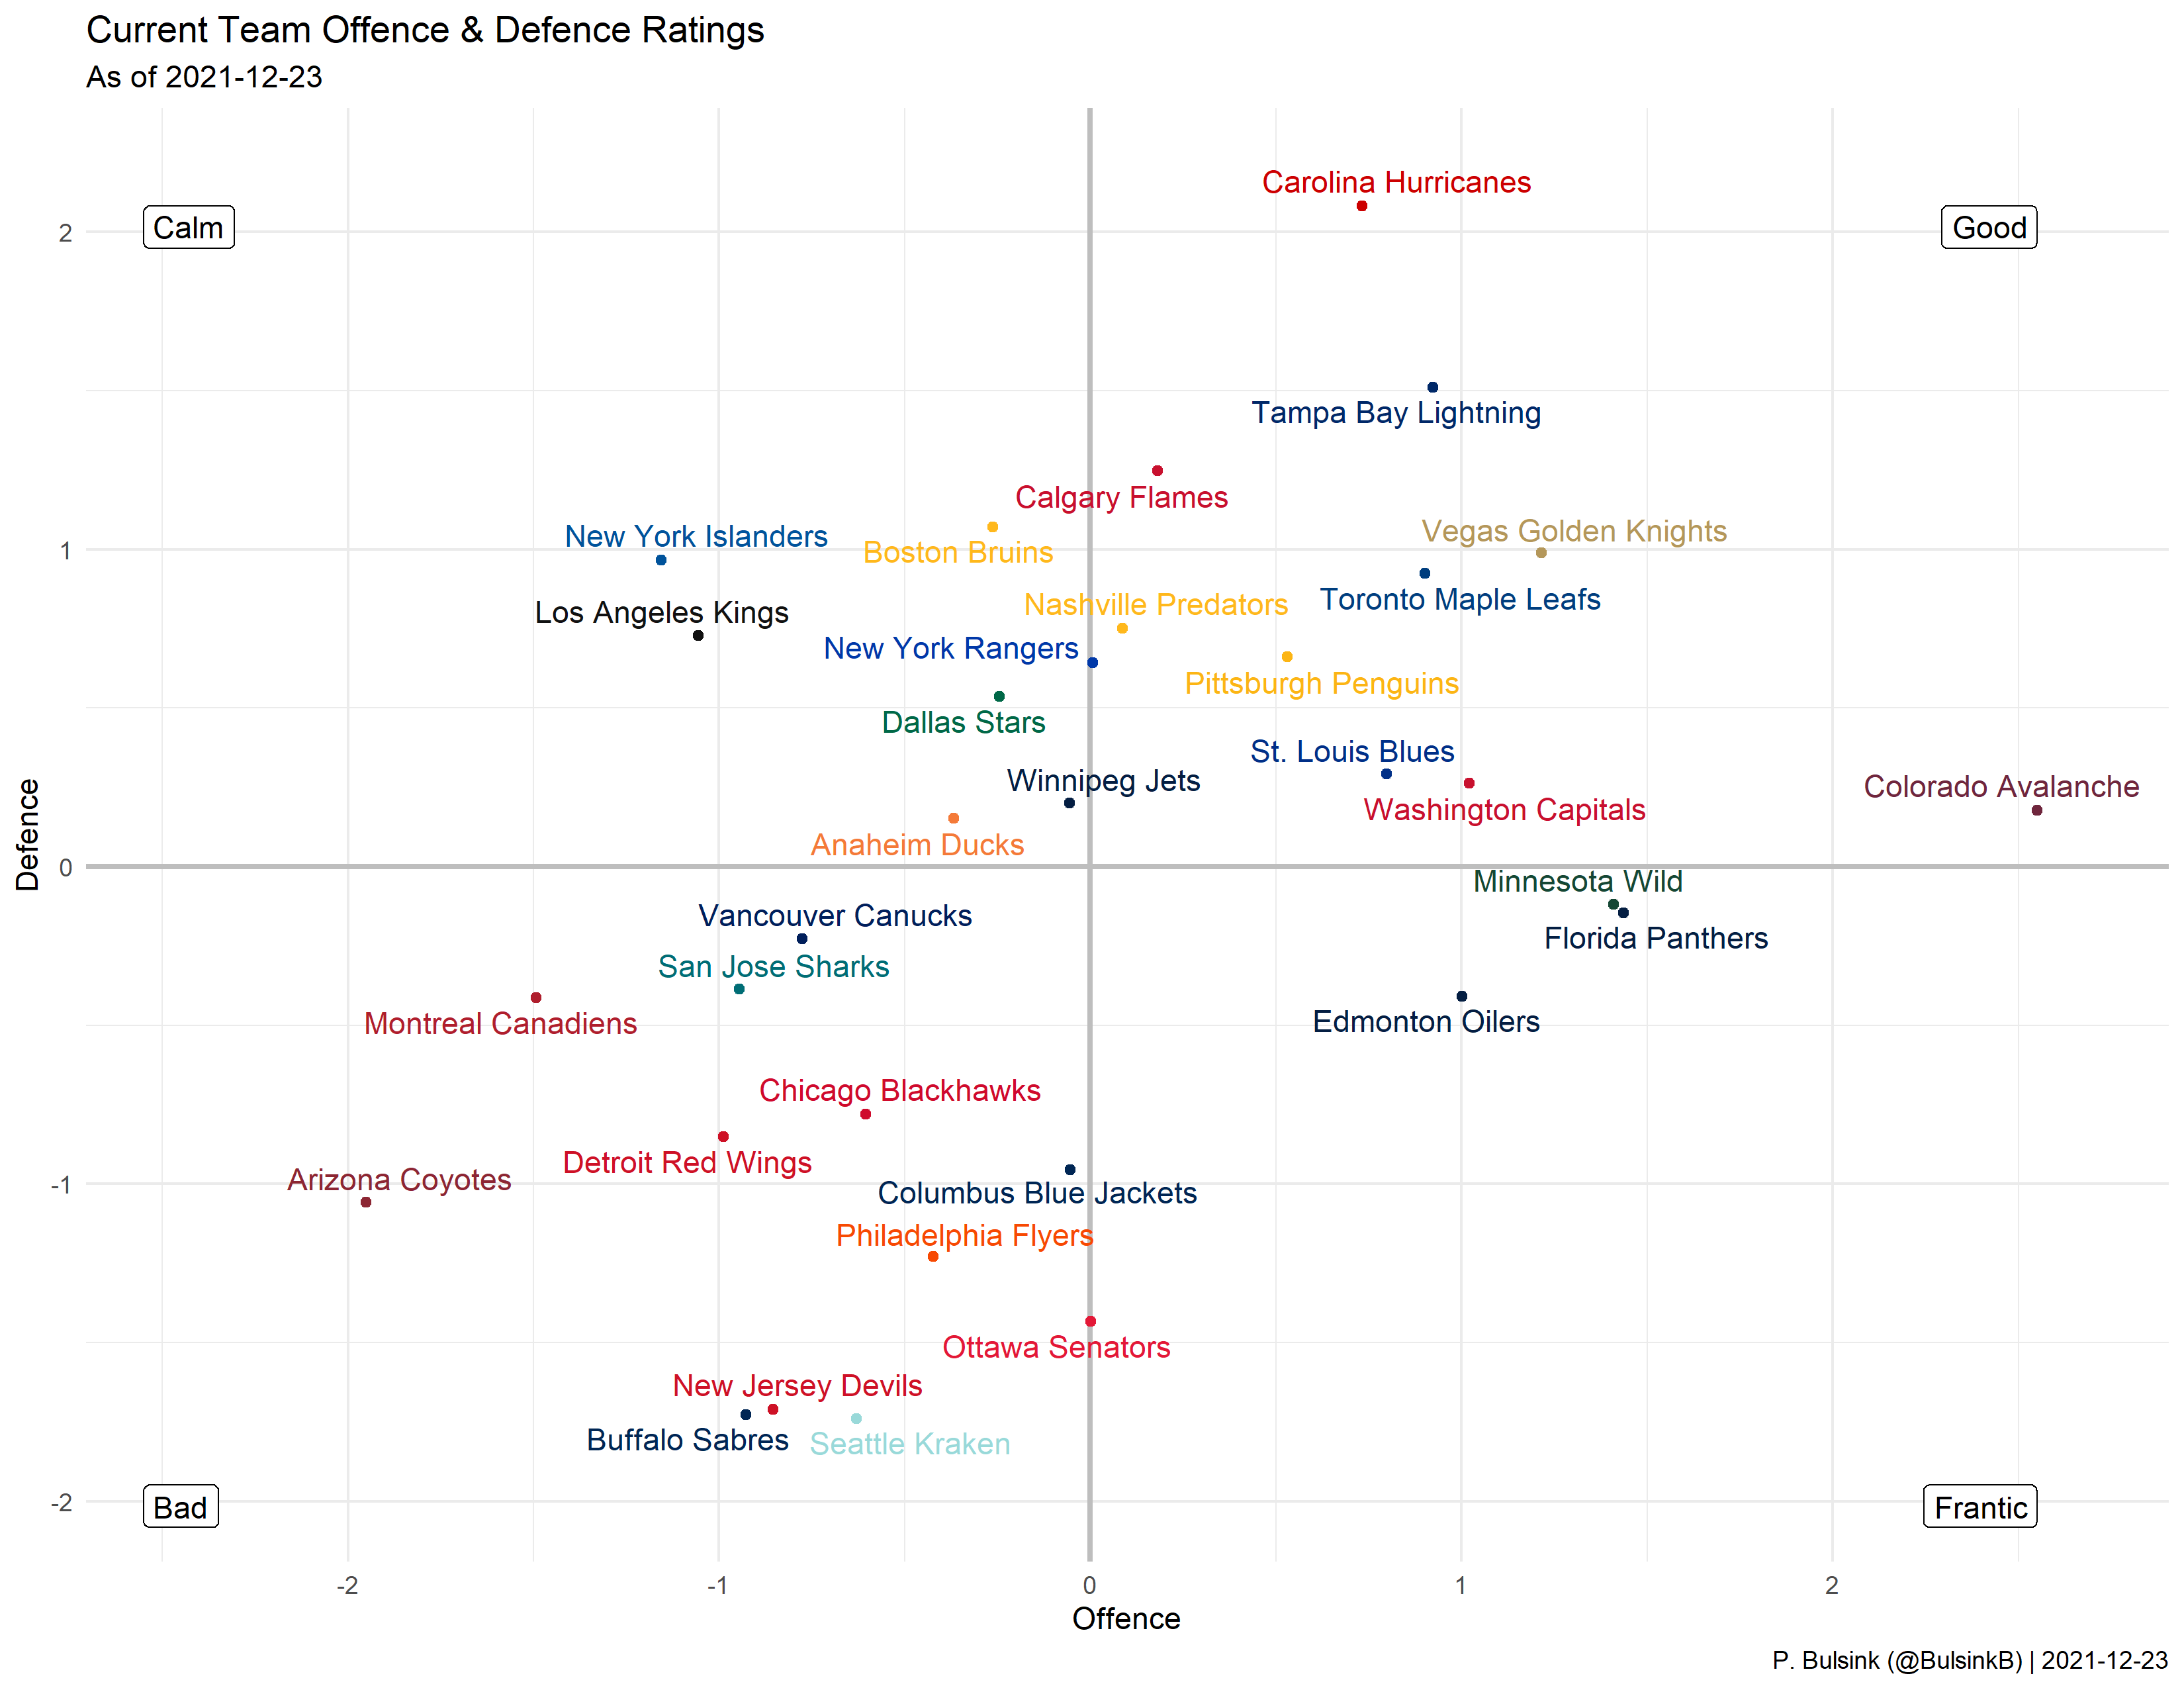 Current Team Offence & Defence Ratings
As of 2021-12-23
Carolina Hurricanes
Calm
Good
2
Tampa Bay Lightning
Calgary Flames
Vegas Golden Knights
New York Islanders
Boston Bruins
1
Toronto Maple Leafs
Nashville Predators
Los Angeles Kings
New York Rangers
Pittsburgh Penguins
Dallas Stars
St. Louis Blues
Winnipeg Jets
Colorado Avalanche
Washington Capitals
Anaheim Ducks
Defence
0
Minnesota Wild
Vancouver Canucks
Florida Panthers
San Jose Sharks
Montreal Canadiens
Edmonton Oilers
Chicago Blackhawks
Detroit Red Wings
Arizona Coyotes
-1
Columbus Blue Jackets
Philadelphia Flyers
Ottawa Senators
New Jersey Devils
Buffalo Sabres
Seattle Kraken
-2
Bad
Frantic
-2 -1 0 1 2
Offence
P. Bulsink (@BulsinkB) | 2021-12-23